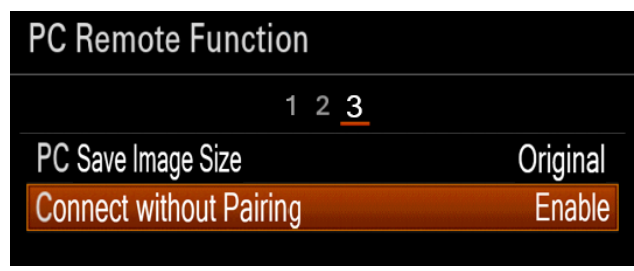 PC Remote Function
1 2 3
PC Save Image Size Original
Connect without Pairing Enable